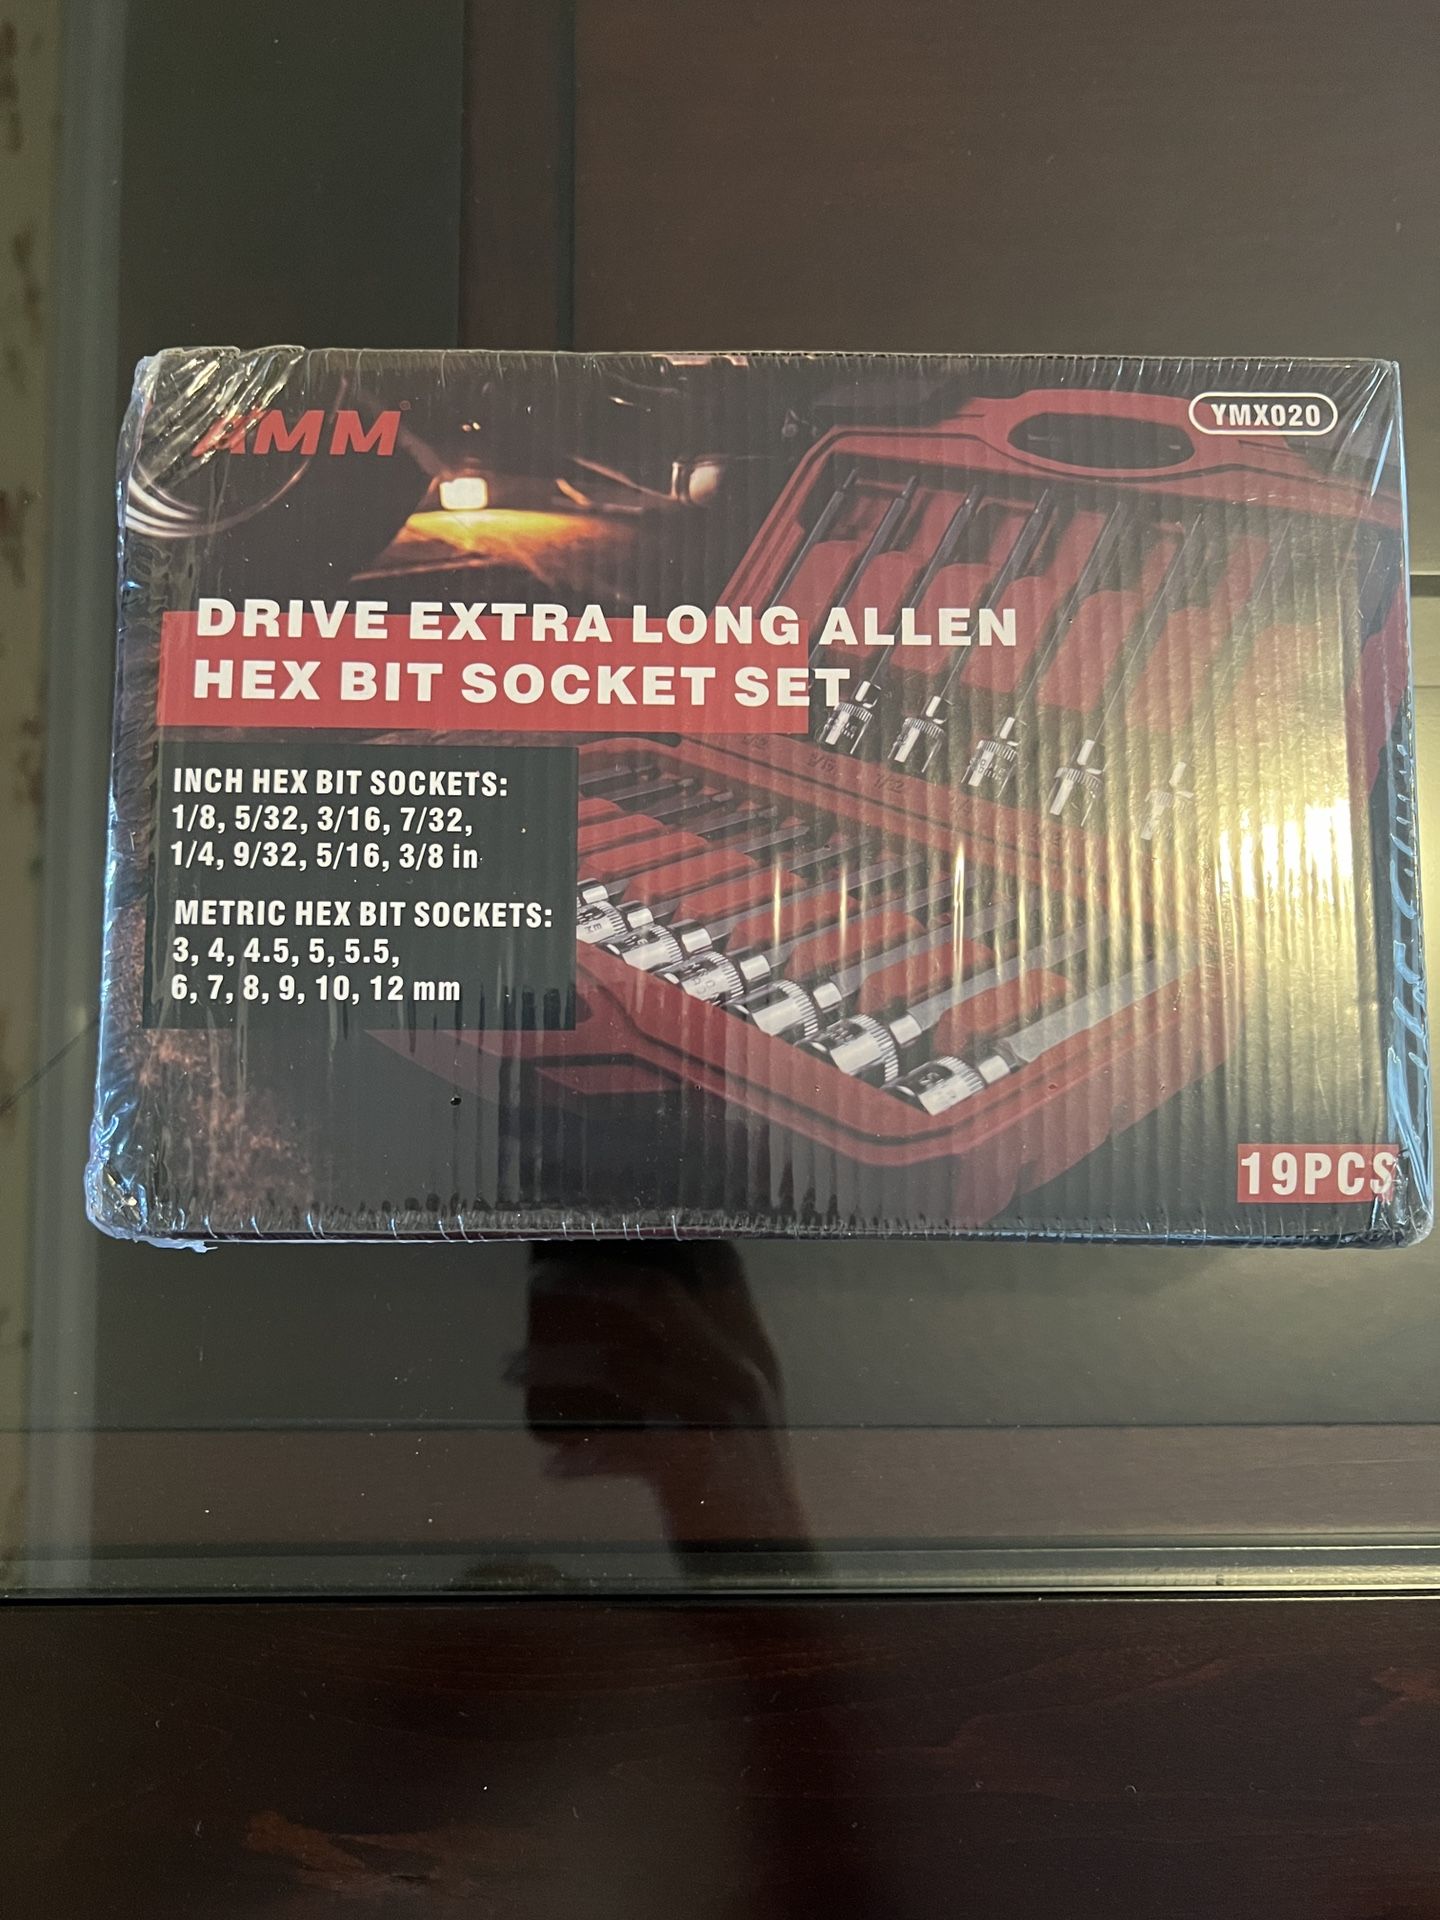 AMM
YMX020
DRIVE EXTRA LONG ALLEN
HEX BIT SOCKET SET
INCH HEX BIT SOCKETS:
1/8, 5/32, 3/16, 7/32,
1/4, 9/32, 5/16, 3/8 in
METRIC HEX BIT SOCKETS:
3, 4, 4.5, 5, 5.5,
6, 7, 8, 9, 10, 12 mm
19PCS